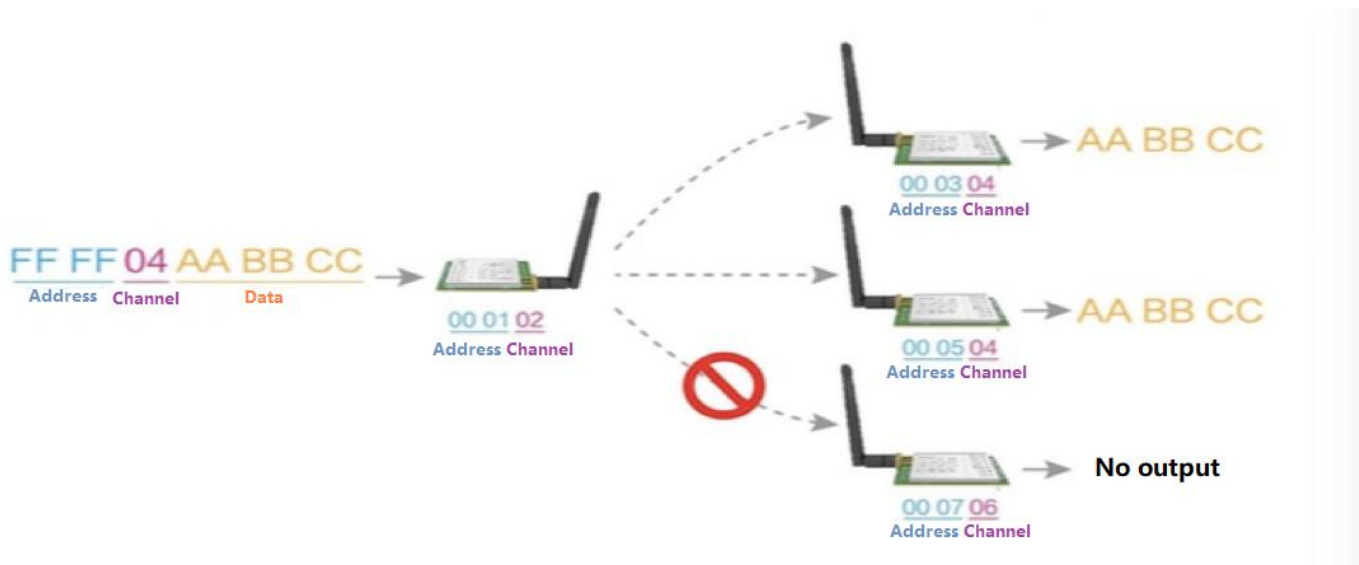 FF FF 04 AA BB CC
Address Channel Data
00 01 02
Address Channel
AA BB CC
00 03 04
Address Channel
AA BB CC
00 05 04
Address Channel
No output
00 07 06
Address Channel